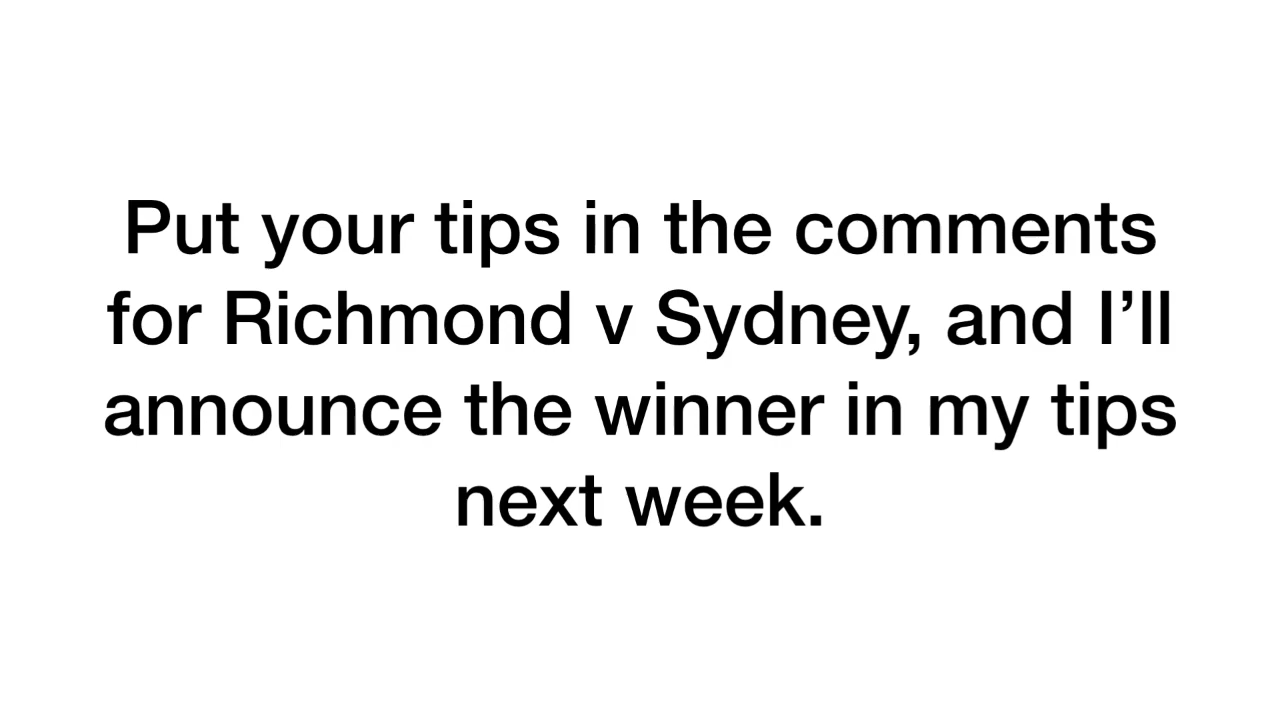 Put your tips in the comments
for Richmond v Sydney, and I’ll
announce the winner in my tips
next week.